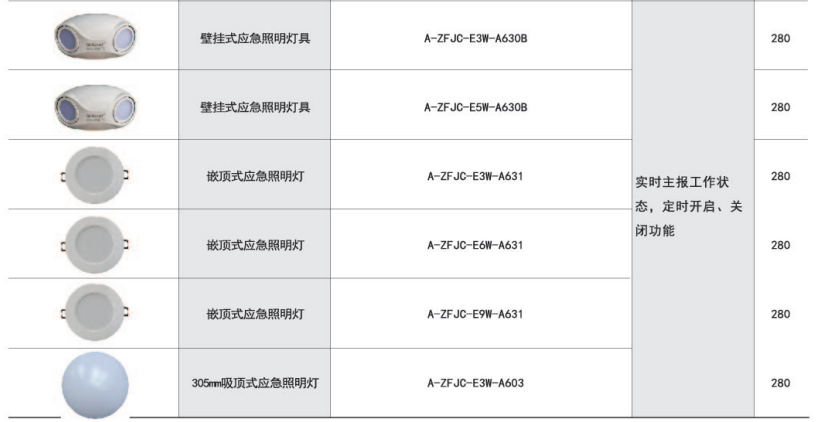 壁挂式应急照明灯具 A-ZFJC-E3W-A630B 280
壁挂式应急照明灯具 A-ZFJC-E5W-A630B 280
嵌顶式应急照明灯 A-ZFJC-E3W-A631 280
实时主报工作状
态，定时开启、关
闭功能
嵌顶式应急照明灯 A-ZFJC-E6W-A631 280
嵌顶式应急照明灯 A-ZFJC-E9W-A631 280
305mm吸顶式应急照明灯 A-ZFJC-E3W-A603 280